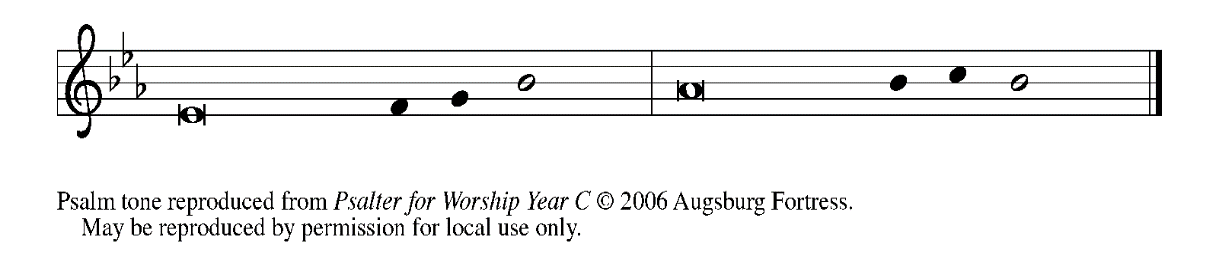 Psalm tone reproduced from Psalter for Worship Year C © 2006 Augsburg Fortress.
May be reproduced by permission for local use only.